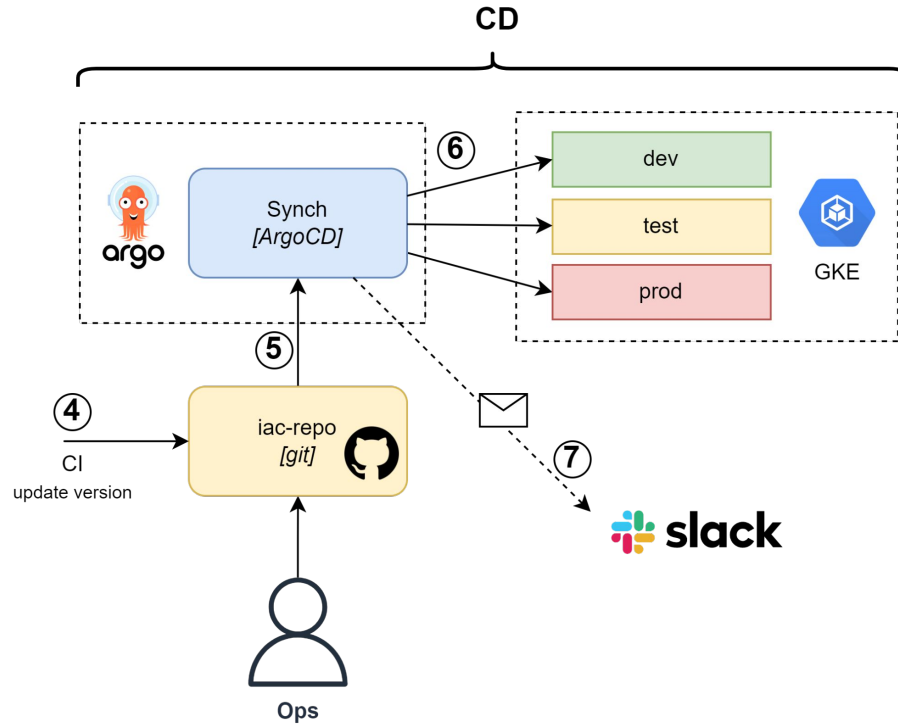 CD
6
dev
Synch
[ArgoCD]
test
argo
GKE
prod
5
4
iac-repo
[git]
CI
update version
7
slack
Ops